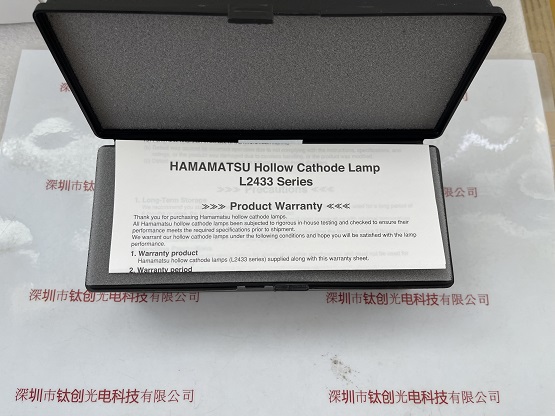 HAMAMATSU Hollow Cathode Lamp
L2433 Series
>>> Product Warranty <<<
Thank you for purchasing Hamamatsu hollow cathode lamps.
All Hamamatsu hollow cathode lamps been subjected to rigorous in-house testing and checked to ensure their
performance meets the required specifications prior to shipment.
We warrant our hollow cathode lamps under the following conditions and hope you will be satisfied with the lamp
performance.
1. Warranty product
Hamamatsu hollow cathode lamps (L2433 series) supplied along with this warranty sheet.
2. Warranty period
深圳市钛创光电科技有限公司
有限公司
深圳市钛创光电科技有限公司
深圳市钛创光电科技有限公司
深圳市钛创光电科技有限公司
深圳市钛创光电科技有限公司